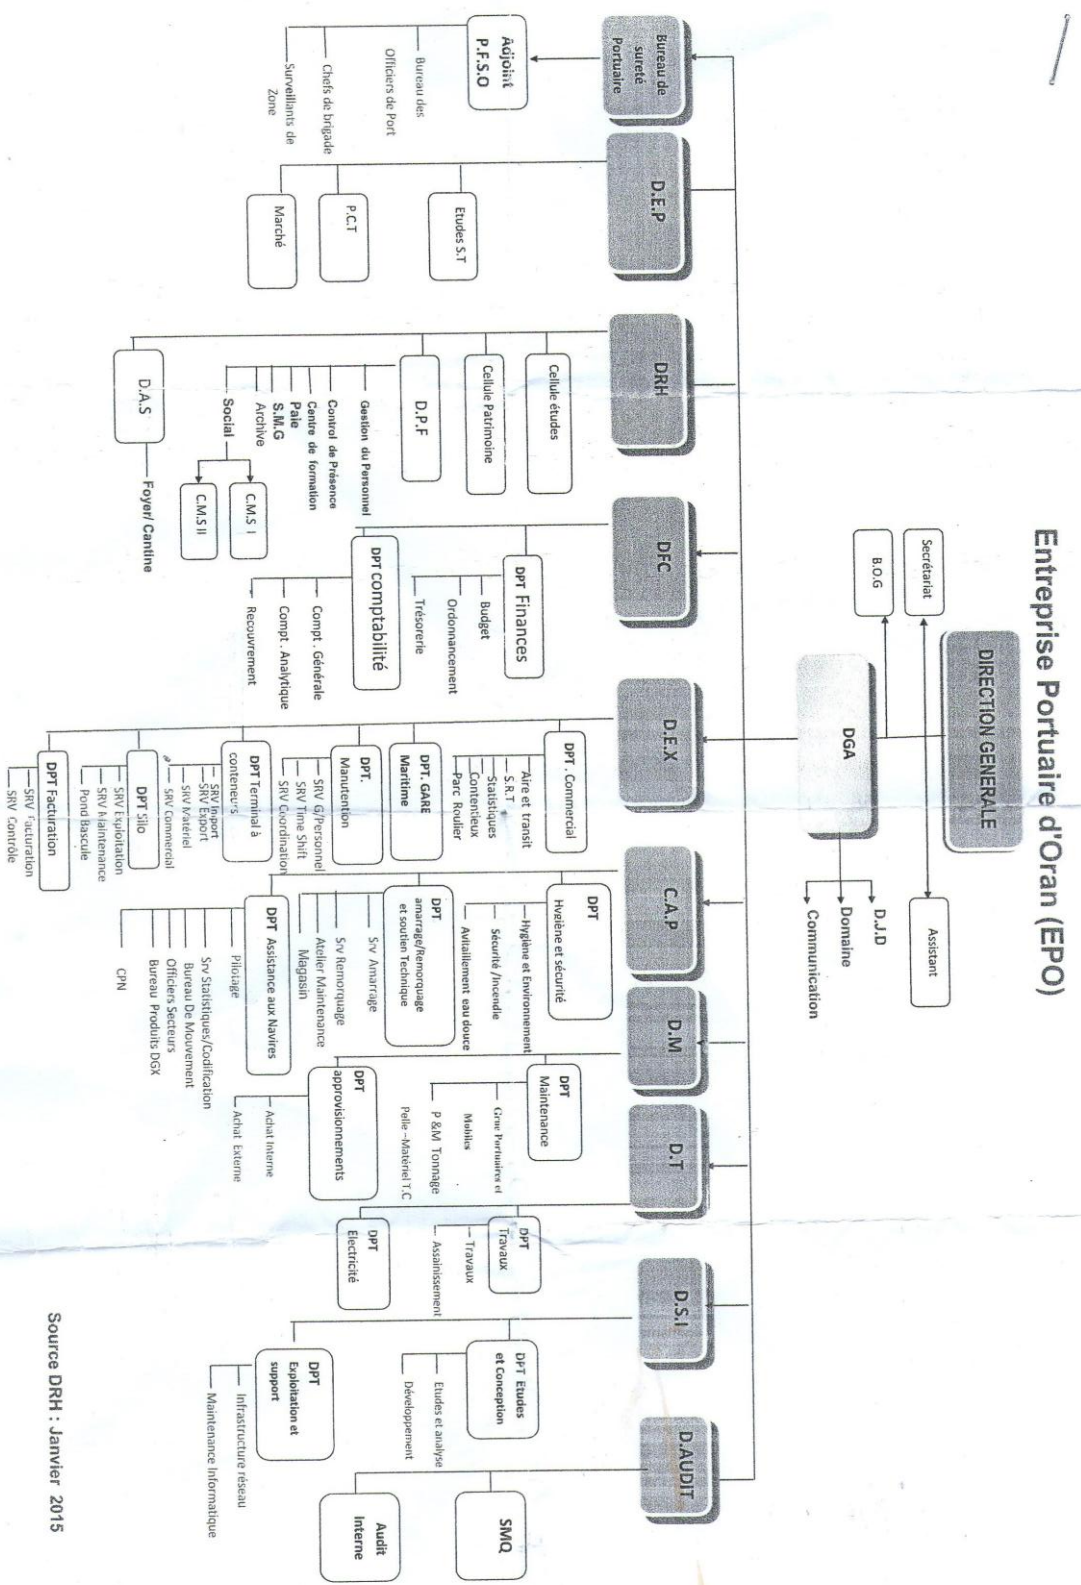 Entreprise Portuaire d'Oran (EPO)
DIRECTION GENERALE
Secrétariat
Assistant
B.O.G
DGA
D.J.D
Domaine
Communication
Bureau de
sureté
Portuaire
D.E.P
DRH
DFC
D.E.X
C.A.P
D.M
D.T
D.S.I
D.AUDIT
Adjoint
P.F.S.O
Bureau des
Officiers de Port
Chefs de brigade
Surveillants de
Zone
Etudes S.T
P.C.T
Marché
Cellule études
Cellule Patrimoine
D.P.F
Gestion du Personnel
Control de Présence
Centre de formation
Paie
S.M.G
Archive
Social
C.M.S I
C.M.S II
D.A.S
Foyer/ Cantine
DPT Finances
Budget
Ordonnancement
Trésorerie
DPT comptabilité
Compt . Générale
Compt . Analytique
Recouvrement
DPT . Commercial
Aire et transit
S.R.T
Statistiques
Contentieux
Parc Roulier
DPT. GARE
Maritime
DPT.
Manutention
SRV G/Personnel
SRV Time Shift
SRV Coordination
DPT Terminal à
conteneurs
SRV Import
SRV Export
SRV Matériel
SRV Commercial
DPT Silo
SRV Exploitation
SRV Maintenance
Pond Bascule
DPT Facturation
SRV Facturation
SRV Contrôle
DPT
Hygiène et sécurité
Hygiène et Environnement
Sécurité /Incendie
Avitaillement eau douce
DPT
amarrage/Remorquage
et soutien Technique
Srv Amarrage
Srv Remorquage
Atelier Maintenance
Magasin
DPT Assistance aux Navires
Pilotage
Srv Statistiques/Codification
Bureau De Mouvement
Officiers Secteurs
Bureau Produits DGX
CPN
DPT
Maintenance
Grue Portuaires et
Mobiles
P &M Tonnage
Pelle –Matériel T.C
DPT
approvisionnements
Achat Interne
Achat Externe
DPT
Travaux
Travaux
Assainissement
DPT
Electricité
DPT Etudes
et Conception
Etudes et analyse
Développement
DPT
Exploitation et
support
Infrastructure réseau
Maintenance Informatique
SMQ
Audit
Interne
Source DRH : Janvier 2015